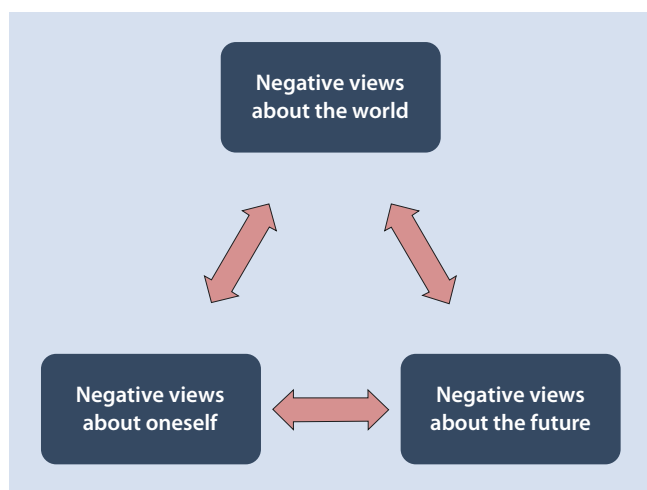 Negative views
about the world
Negative views
about oneself
Negative views
about the future